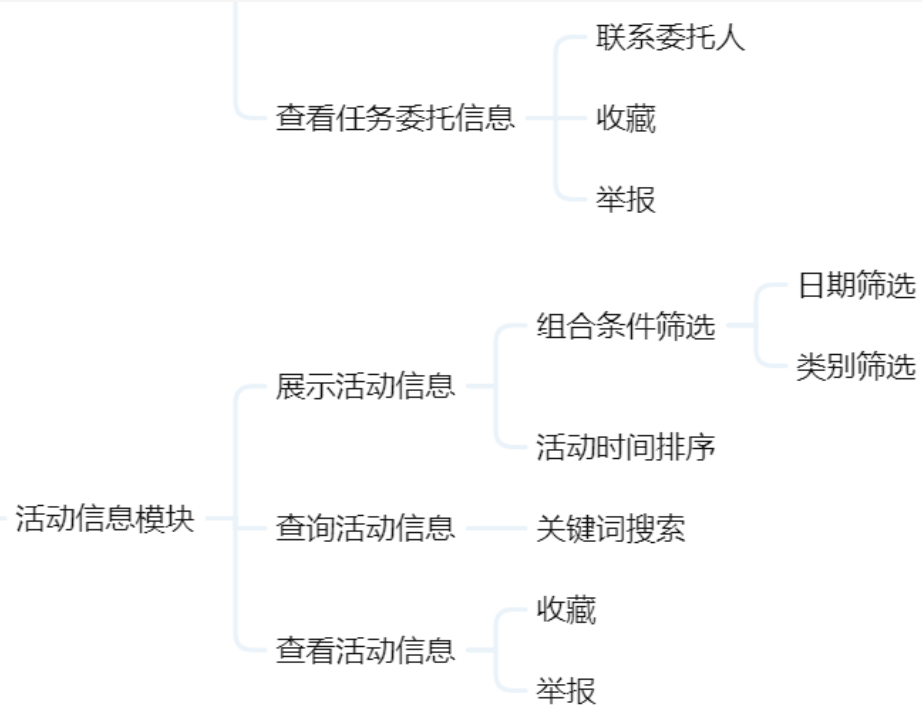 联系委托人
查看任务委托信息
收藏
举报
日期筛选
组合条件筛选
类别筛选
展示活动信息
活动时间排序
活动信息模块
查询活动信息
关键词搜索
收藏
查看活动信息
举报